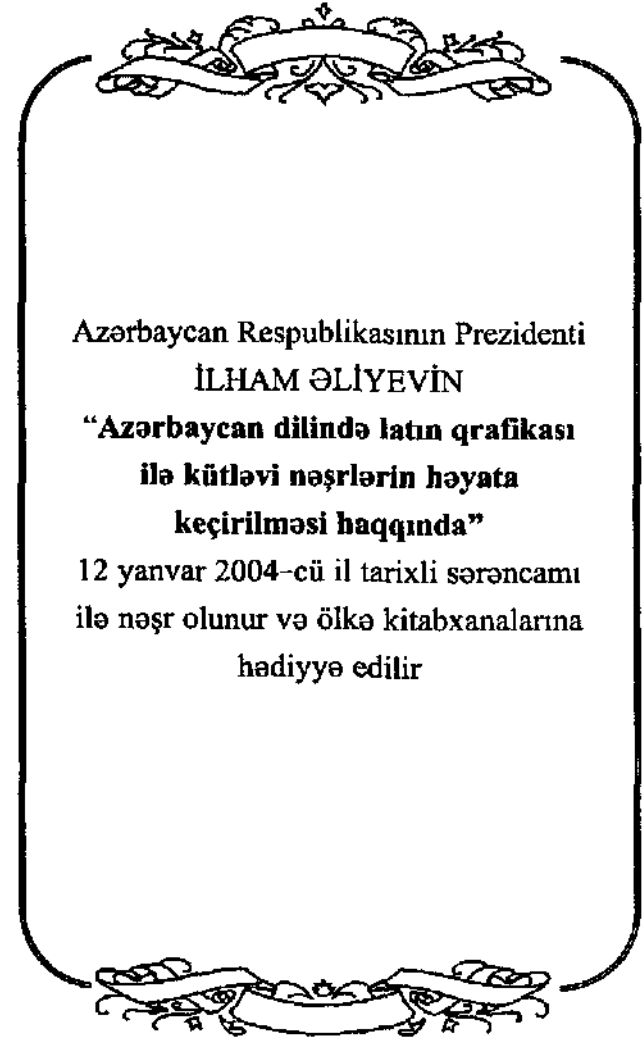 Azərbaycan Respublikasının Prezidenti
İLHAM ƏLİYEVİN
“Azərbaycan dilində latın qrafikası
ilə kütləvi nəşrlərin həyata
keçirilməsi haqqında”
12 yanvar 2004-cü il tarixli sərəncamı
ilə nəşr olunur və ölkə kitabxanalarına
hədiyyə edilir